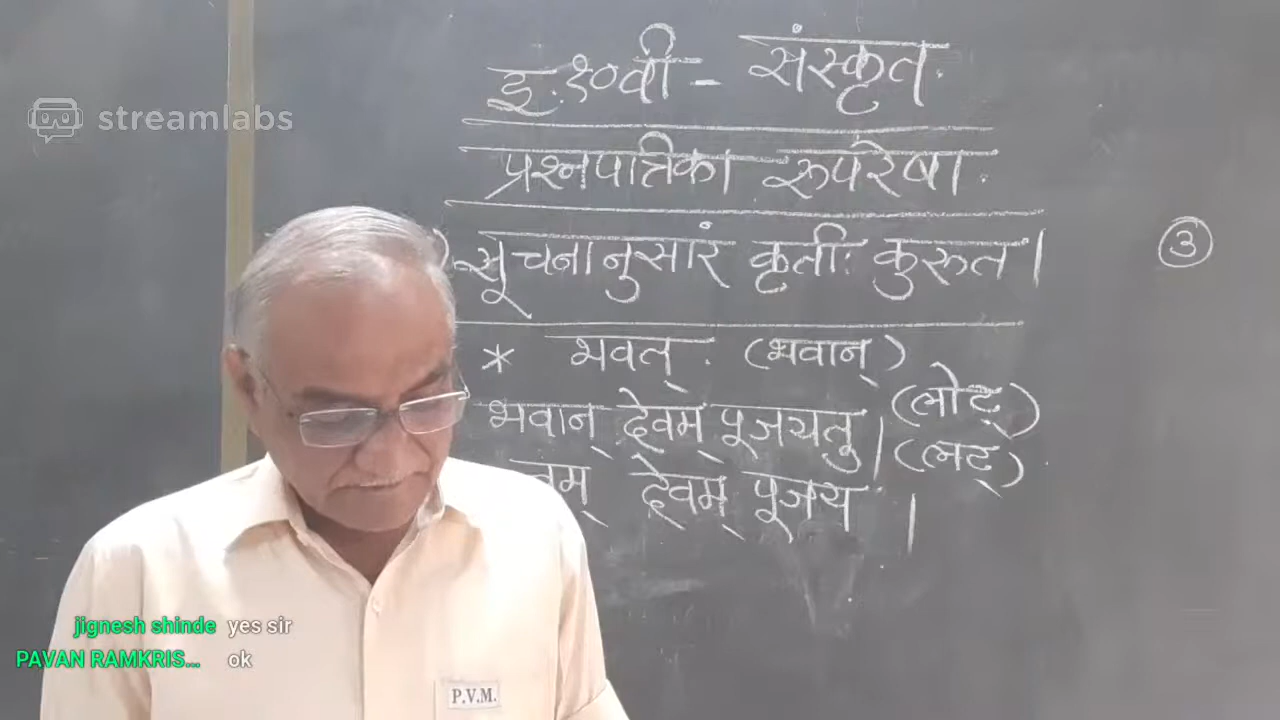 streamlabs
इ.१०वी - संस्कृत.
प्रश्नपत्रिका रूपरेषा.
) सूचनानुसारं कृतीः कुरुत। ③
* भवत्. (भवान्)
भवान् देवम् पूजयतु। (लोट्)
(लट्)
त्वम् देवम् पूजय ।
jignesh shinde yes sir
PAVAN RAMKRIS... ok
P.V.M.